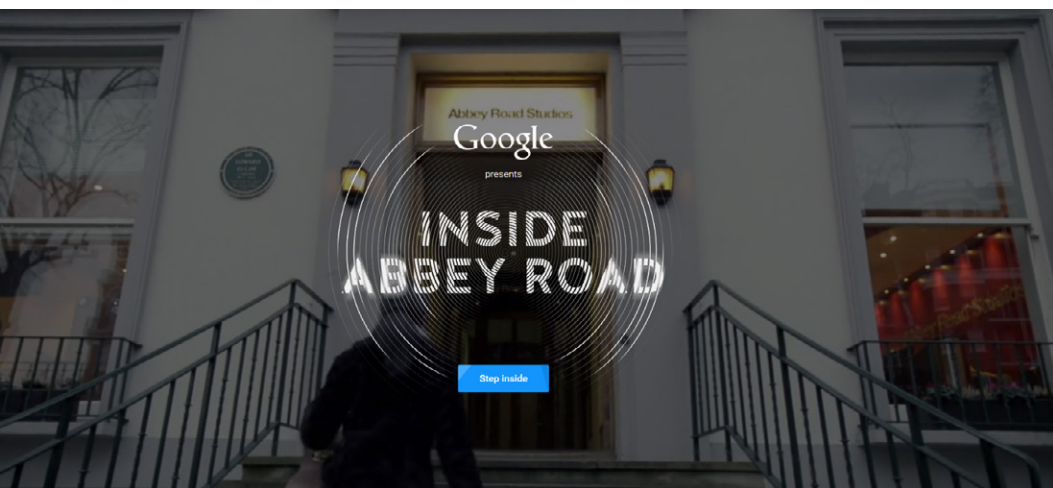 Abbey Road Studios
Google
presents
INSIDE
ABBEY ROAD
Step inside